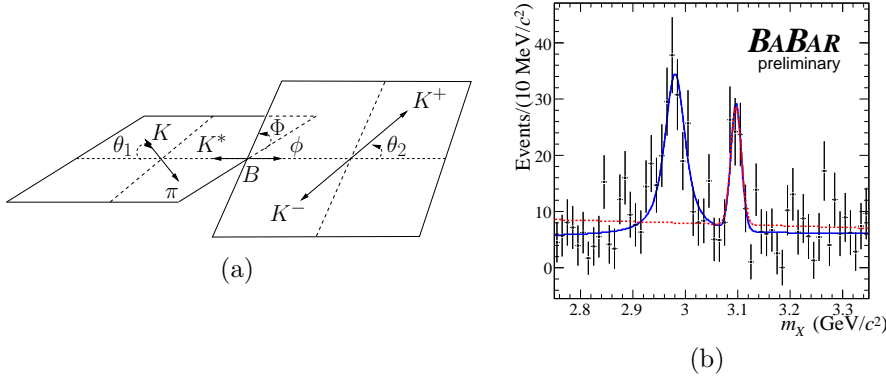 K
θ1
π
K*
B
Φ
ϕ
K+
θ2
K−
(a)
Events/(10 MeV/c²)
40
30
20
10
0
BABAR
preliminary
2.8
2.9
3
3.1
3.2
3.3
mX (GeV/c²)
(b)